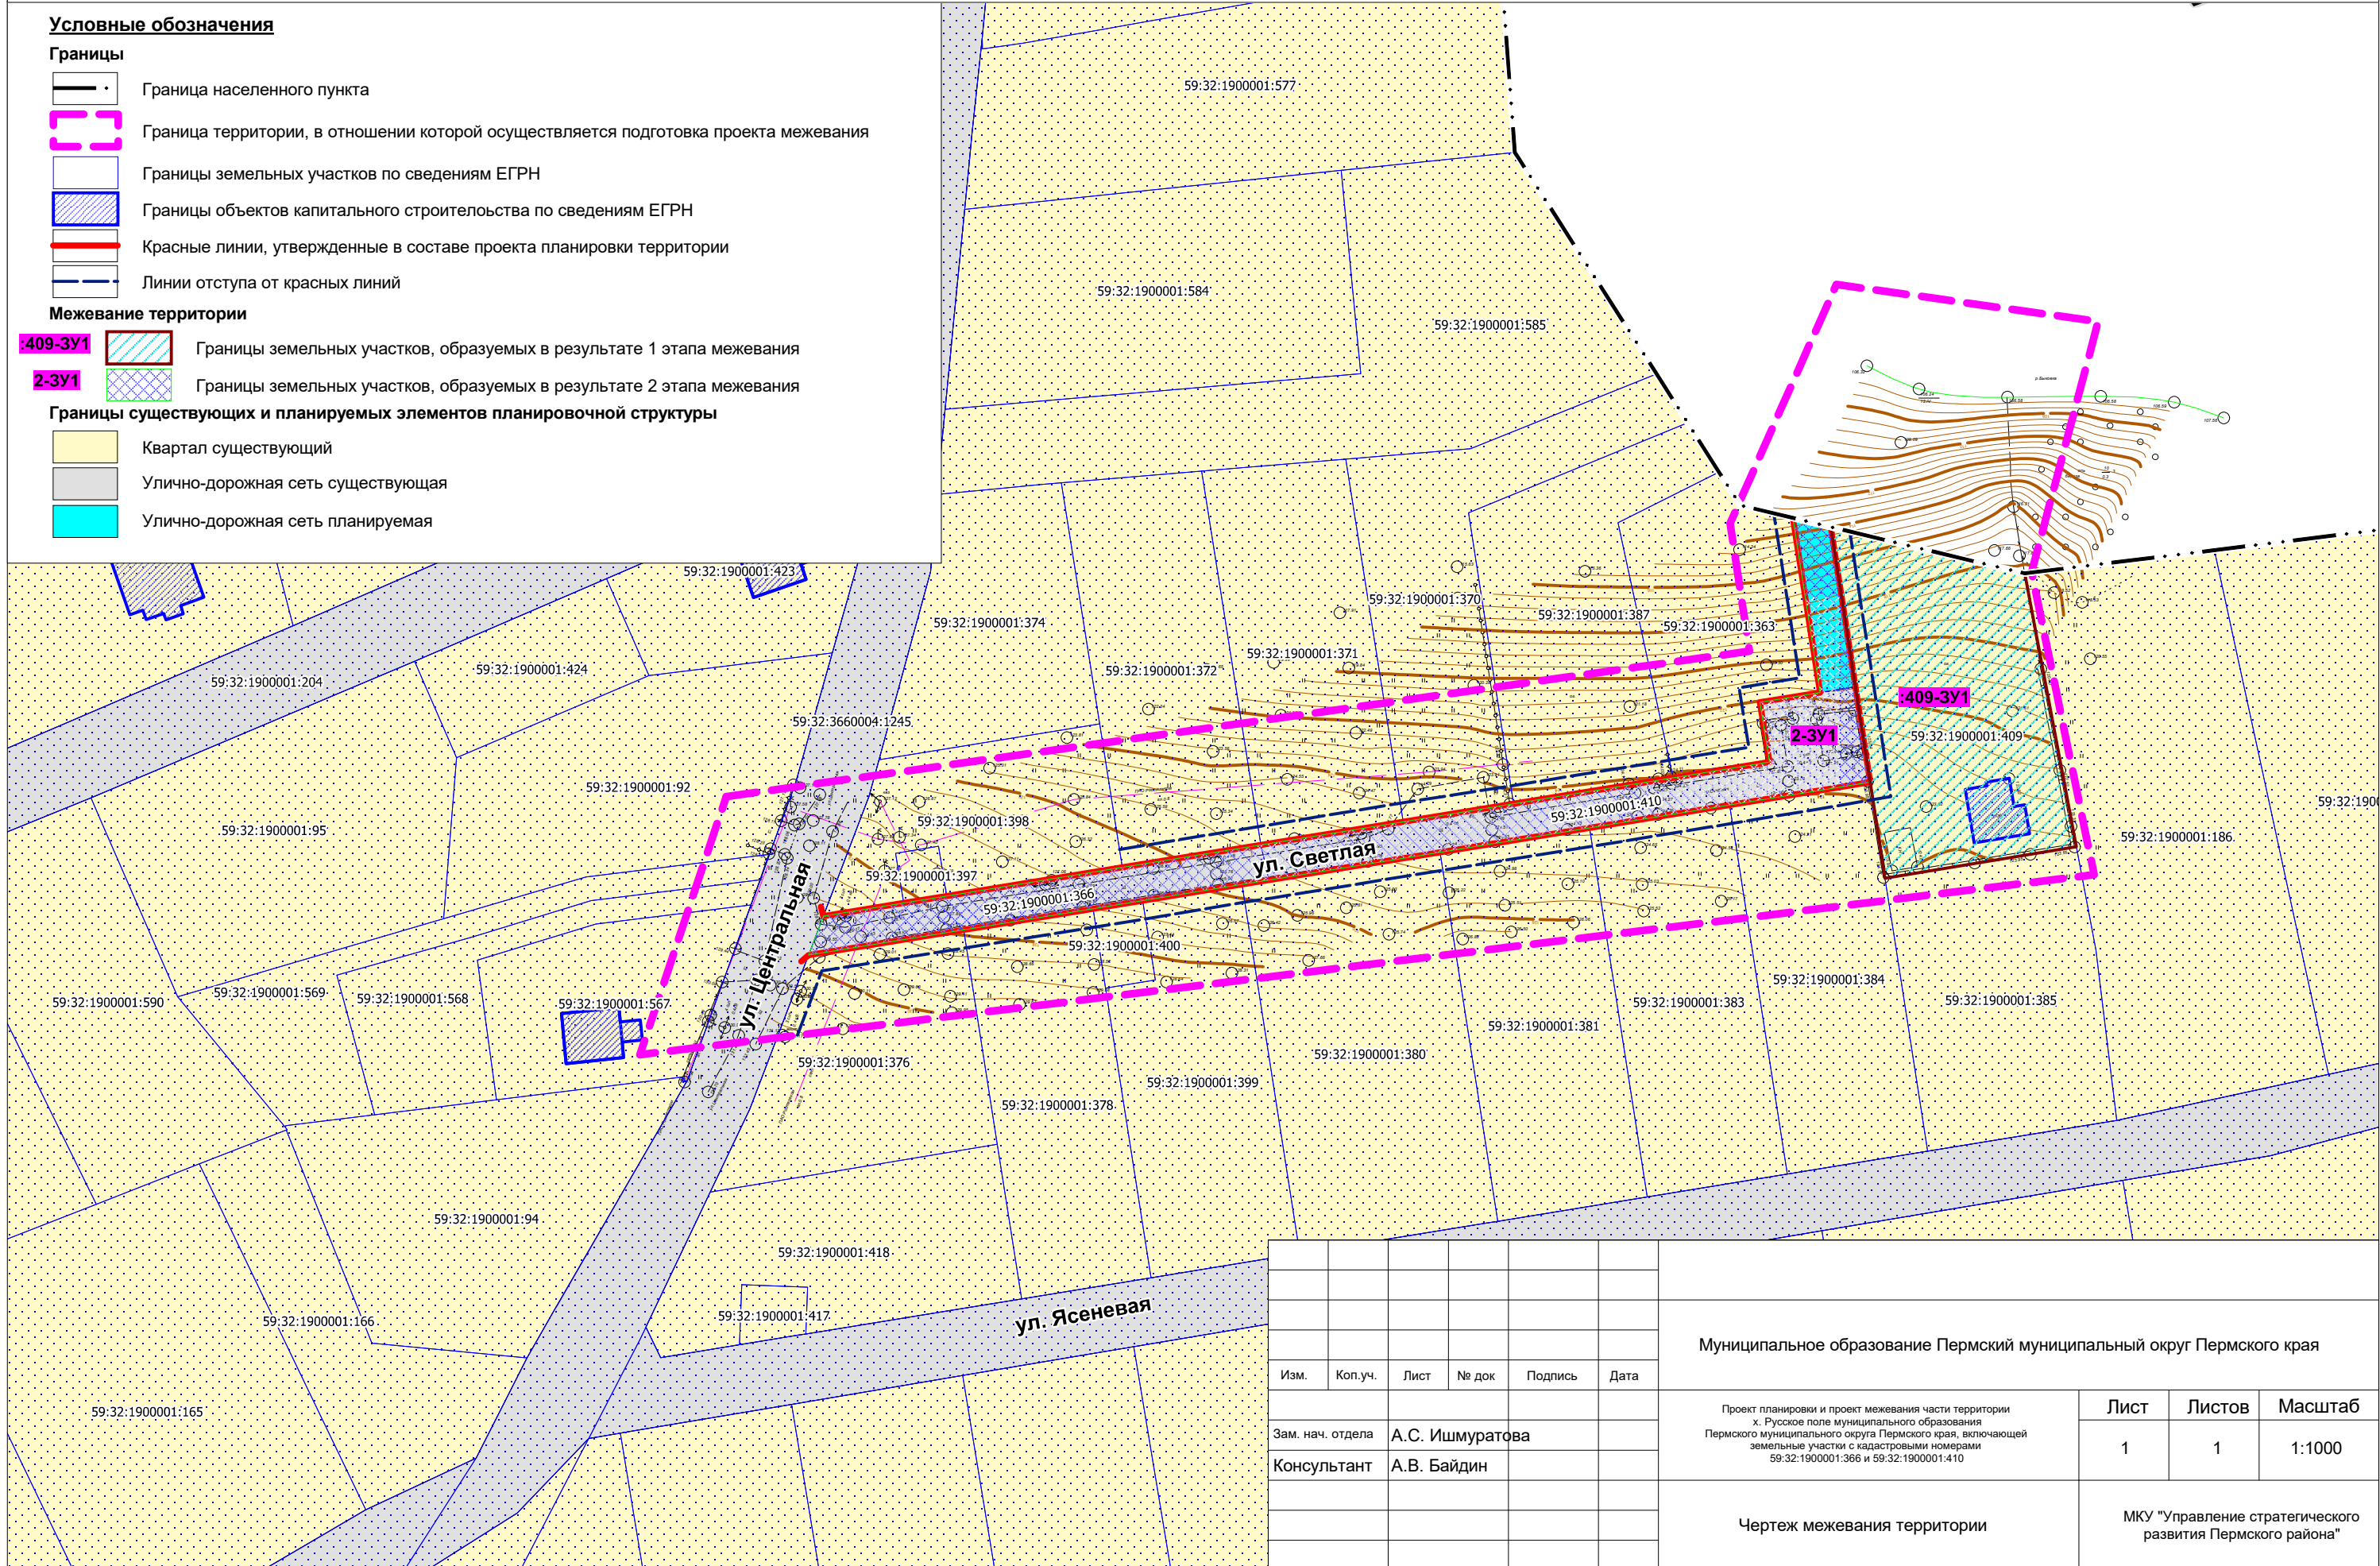 Условные обозначения
Границы
Граница населенного пункта
Граница территории, в отношении которой осуществляется подготовка проекта межевания
Границы земельных участков по сведениям ЕГРН
Границы объектов капитального строителоьства по сведениям ЕГРН
Красные линии, утвержденные в составе проекта планировки территории
Линии отступа от красных линий
Межевание территории
:409-ЗУ1
Границы земельных участков, образуемых в результате 1 этапа межевания
2-ЗУ1
Границы земельных участков, образуемых в результате 2 этапа межевания
Границы существующих и планируемых элементов планировочной структуры
Квартал существующий
Улично-дорожная сеть существующая
Улично-дорожная сеть планируемая
59:32:1900001:577
59:32:1900001:584
59:32:1900001:585
59:32:1900001:423
59:32:1900001:370
59:32:1900001:387
59:32:1900001:374
59:32:1900001:363
59:32:1900001:371
59:32:1900001:424
59:32:1900001:372
59:32:1900001:204
:409-ЗУ1
59:32:3660004:1245
2-ЗУ1
59:32:1900001:409
59:32:1900001:92
59:32:1900001:410
59:32:190
59:32:1900001:398
59:32:1900001:95
59:32:1900001:186
ул. Светлая
59:32:1900001:397
59:32:1900001:366
ул. Центральная
59:32:1900001:400
59:32:1900001:384
59:32:1900001:569
59:32:1900001:568
59:32:1900001:590
59:32:1900001:567
59:32:1900001:383
59:32:1900001:385
59:32:1900001:381
59:32:1900001:380
59:32:1900001:376
59:32:1900001:399
59:32:1900001:378
59:32:1900001:94
59:32:1900001:418
59:32:1900001:417
59:32:1900001:166
ул. Ясеневая
59:32:1900001:165
Муниципальное образование Пермский муниципальный округ Пермского края
Изм. Коп.уч. Лист № док Подпись Дата
Проект планировки и проект межевания части территории
х. Русское поле муниципального образования
Пермского муниципального округа Пермского края, включающей
земельные участки с кадастровыми номерами
59:32:1900001:366 и 59:32:1900001:410
Лист Листов Масштаб
1 1 1:1000
Зам. нач. отдела А.С. Ишмуратова
Консультант А.В. Байдин
Чертеж межевания территории
МКУ "Управление стратегического
развития Пермского района"